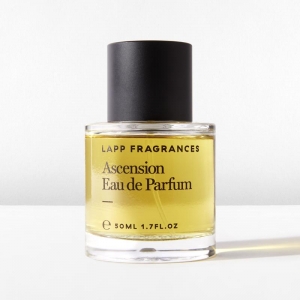 LAPP FRAGRANCES
Ascension
Eau de Parfum
—
℮ 50ML 1.7FL.OZ